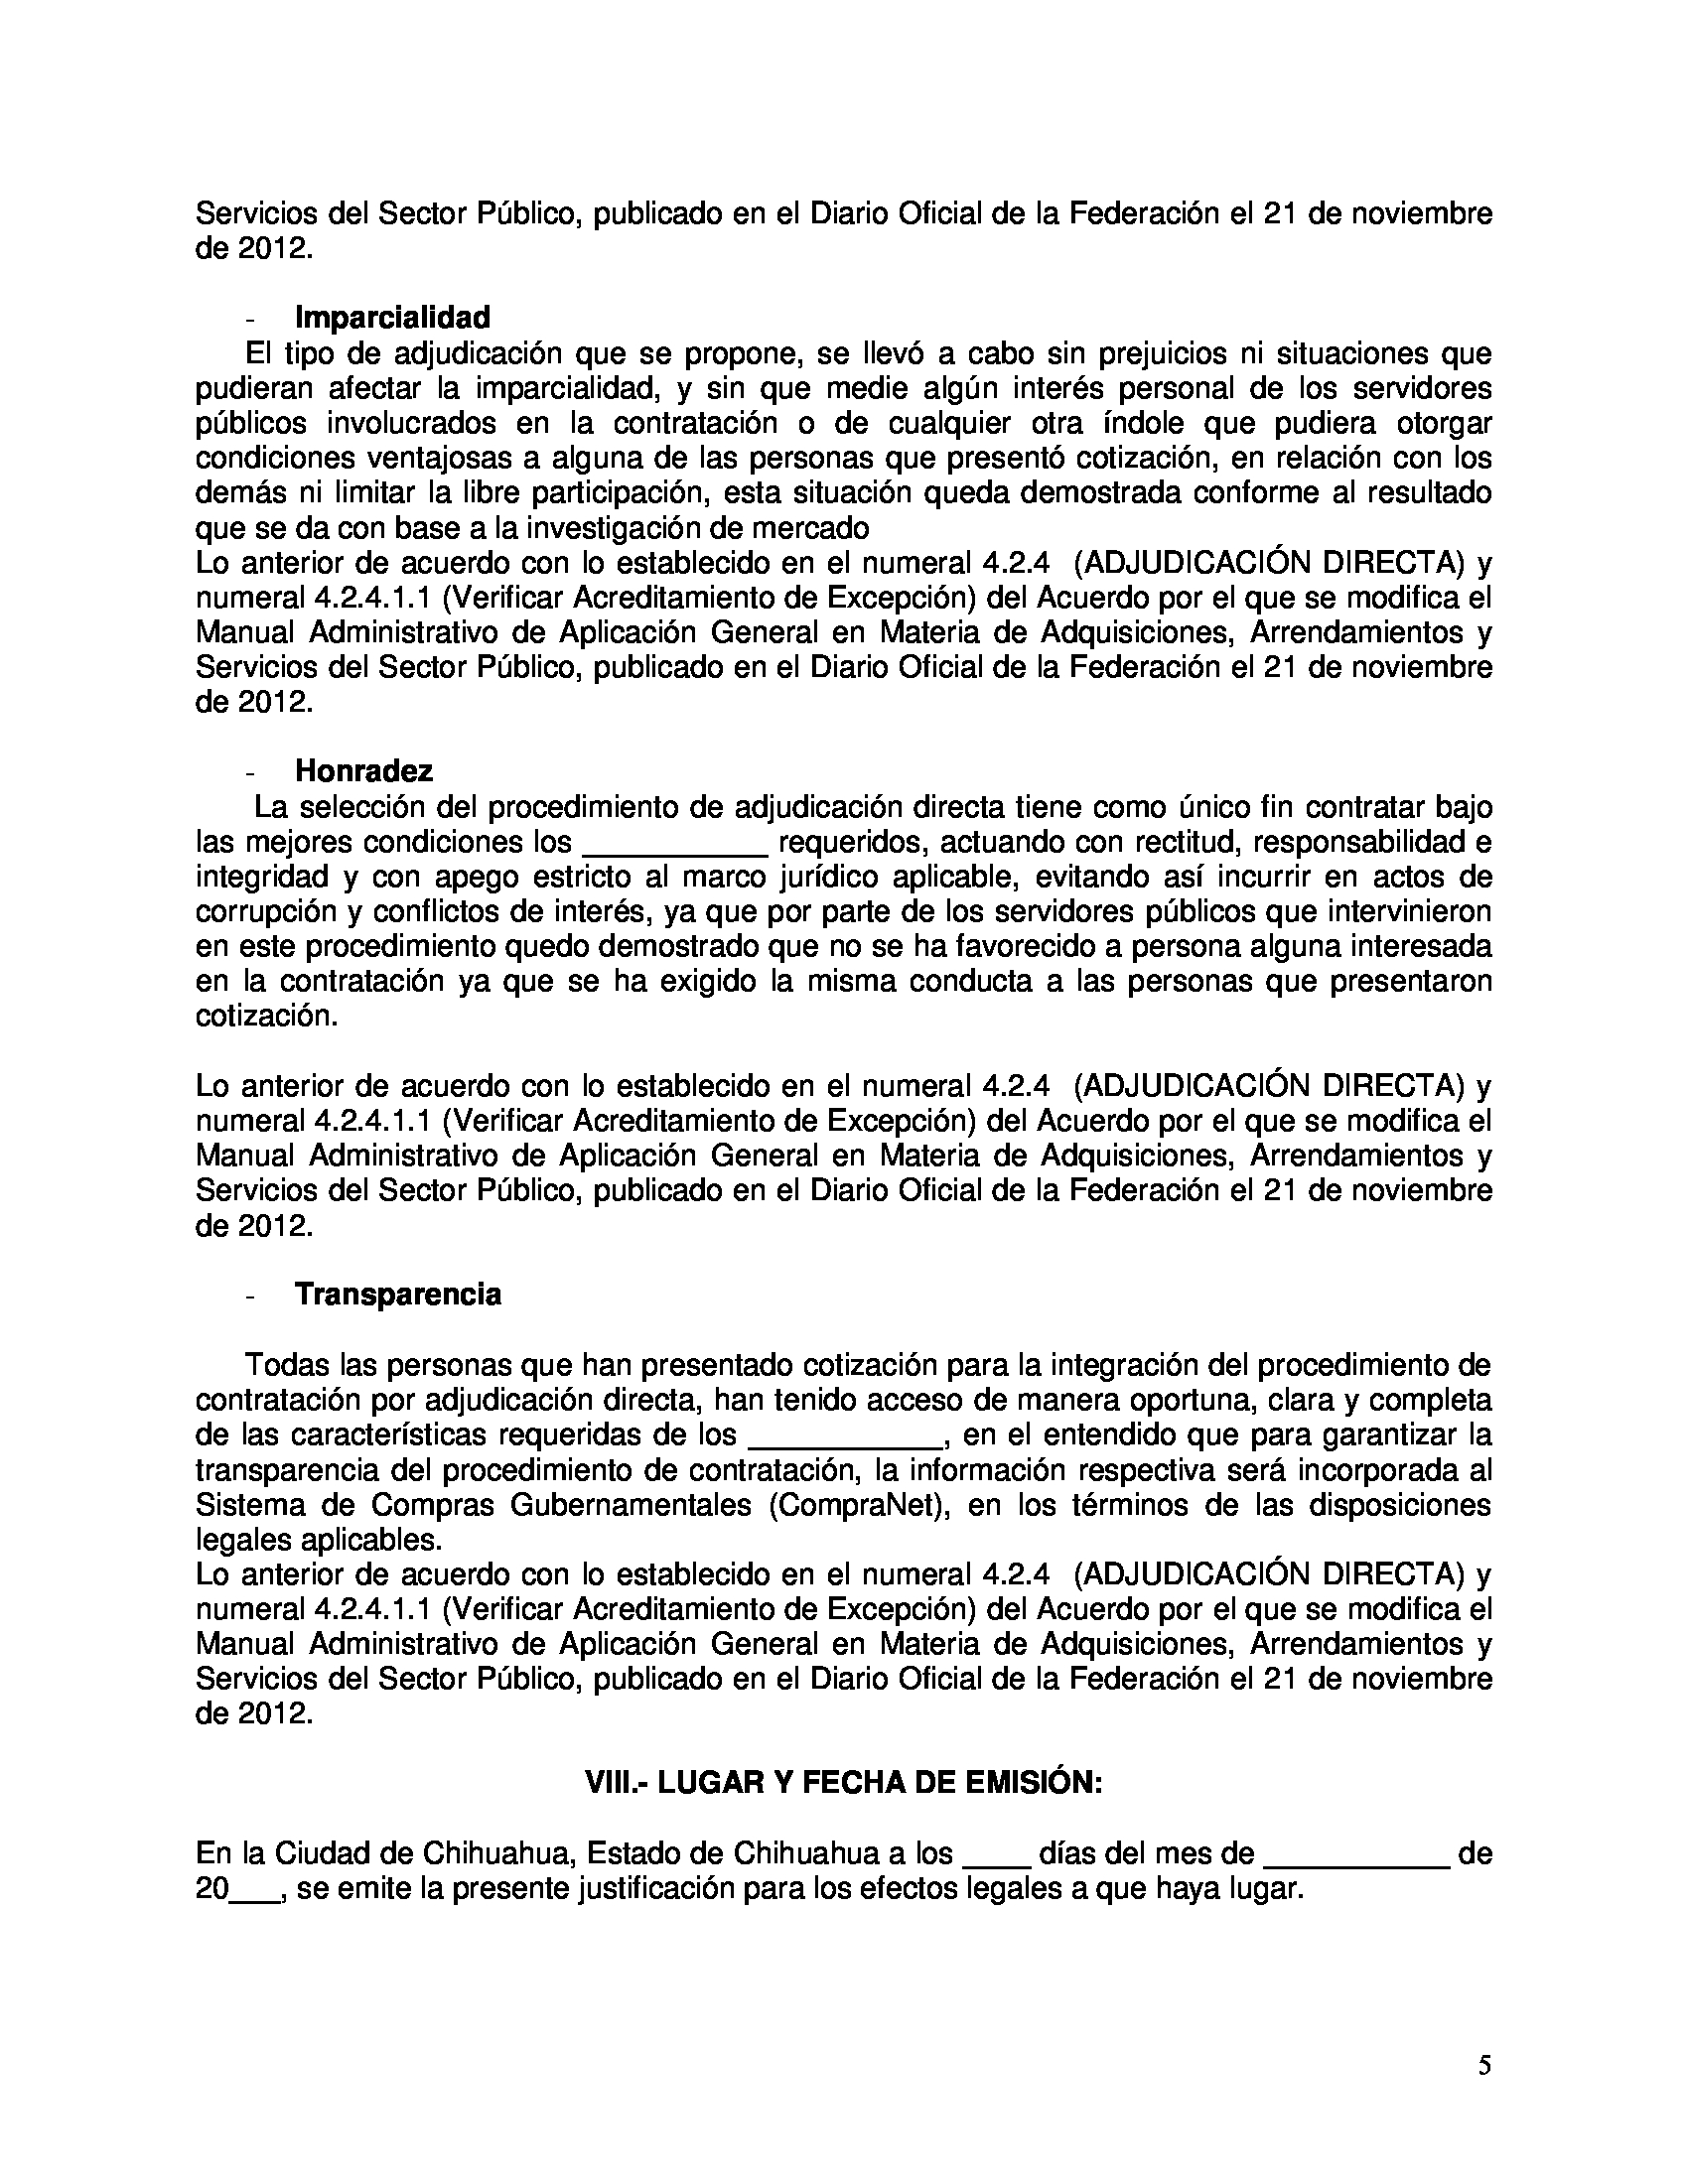 Servicios del Sector Público, publicado en el Diario Oficial de la Federación el 21 de noviembre
de 2012.
- Imparcialidad
El tipo de adjudicación que se propone, se llevó a cabo sin prejuicios ni situaciones que
pudieran afectar la imparcialidad, y sin que medie algún interés personal de los servidores
públicos involucrados en la contratación o de cualquier otra índole que pudiera otorgar
condiciones ventajosas a alguna de las personas que presentó cotización, en relación con los
demás ni limitar la libre participación, esta situación queda demostrada conforme al resultado
que se da con base a la investigación de mercado
Lo anterior de acuerdo con lo establecido en el numeral 4.2.4 (ADJUDICACIÓN DIRECTA) y
numeral 4.2.4.1.1 (Verificar Acreditamiento de Excepción) del Acuerdo por el que se modifica el
Manual Administrativo de Aplicación General en Materia de Adquisiciones, Arrendamientos y
Servicios del Sector Público, publicado en el Diario Oficial de la Federación el 21 de noviembre
de 2012.
- Honradez
La selección del procedimiento de adjudicación directa tiene como único fin contratar bajo
las mejores condiciones los ___________ requeridos, actuando con rectitud, responsabilidad e
integridad y con apego estricto al marco jurídico aplicable, evitando así incurrir en actos de
corrupción y conflictos de interés, ya que por parte de los servidores públicos que intervinieron
en este procedimiento quedo demostrado que no se ha favorecido a persona alguna interesada
en la contratación ya que se ha exigido la misma conducta a las personas que presentaron
cotización.
Lo anterior de acuerdo con lo establecido en el numeral 4.2.4 (ADJUDICACIÓN DIRECTA) y
numeral 4.2.4.1.1 (Verificar Acreditamiento de Excepción) del Acuerdo por el que se modifica el
Manual Administrativo de Aplicación General en Materia de Adquisiciones, Arrendamientos y
Servicios del Sector Público, publicado en el Diario Oficial de la Federación el 21 de noviembre
de 2012.
- Transparencia
Todas las personas que han presentado cotización para la integración del procedimiento de
contratación por adjudicación directa, han tenido acceso de manera oportuna, clara y completa
de las características requeridas de los ___________, en el entendido que para garantizar la
transparencia del procedimiento de contratación, la información respectiva será incorporada al
Sistema de Compras Gubernamentales (CompraNet), en los términos de las disposiciones
legales aplicables.
Lo anterior de acuerdo con lo establecido en el numeral 4.2.4 (ADJUDICACIÓN DIRECTA) y
numeral 4.2.4.1.1 (Verificar Acreditamiento de Excepción) del Acuerdo por el que se modifica el
Manual Administrativo de Aplicación General en Materia de Adquisiciones, Arrendamientos y
Servicios del Sector Público, publicado en el Diario Oficial de la Federación el 21 de noviembre
de 2012.
VIII.- LUGAR Y FECHA DE EMISIÓN:
En la Ciudad de Chihuahua, Estado de Chihuahua a los ____ días del mes de ___________ de
20___, se emite la presente justificación para los efectos legales a que haya lugar.
5